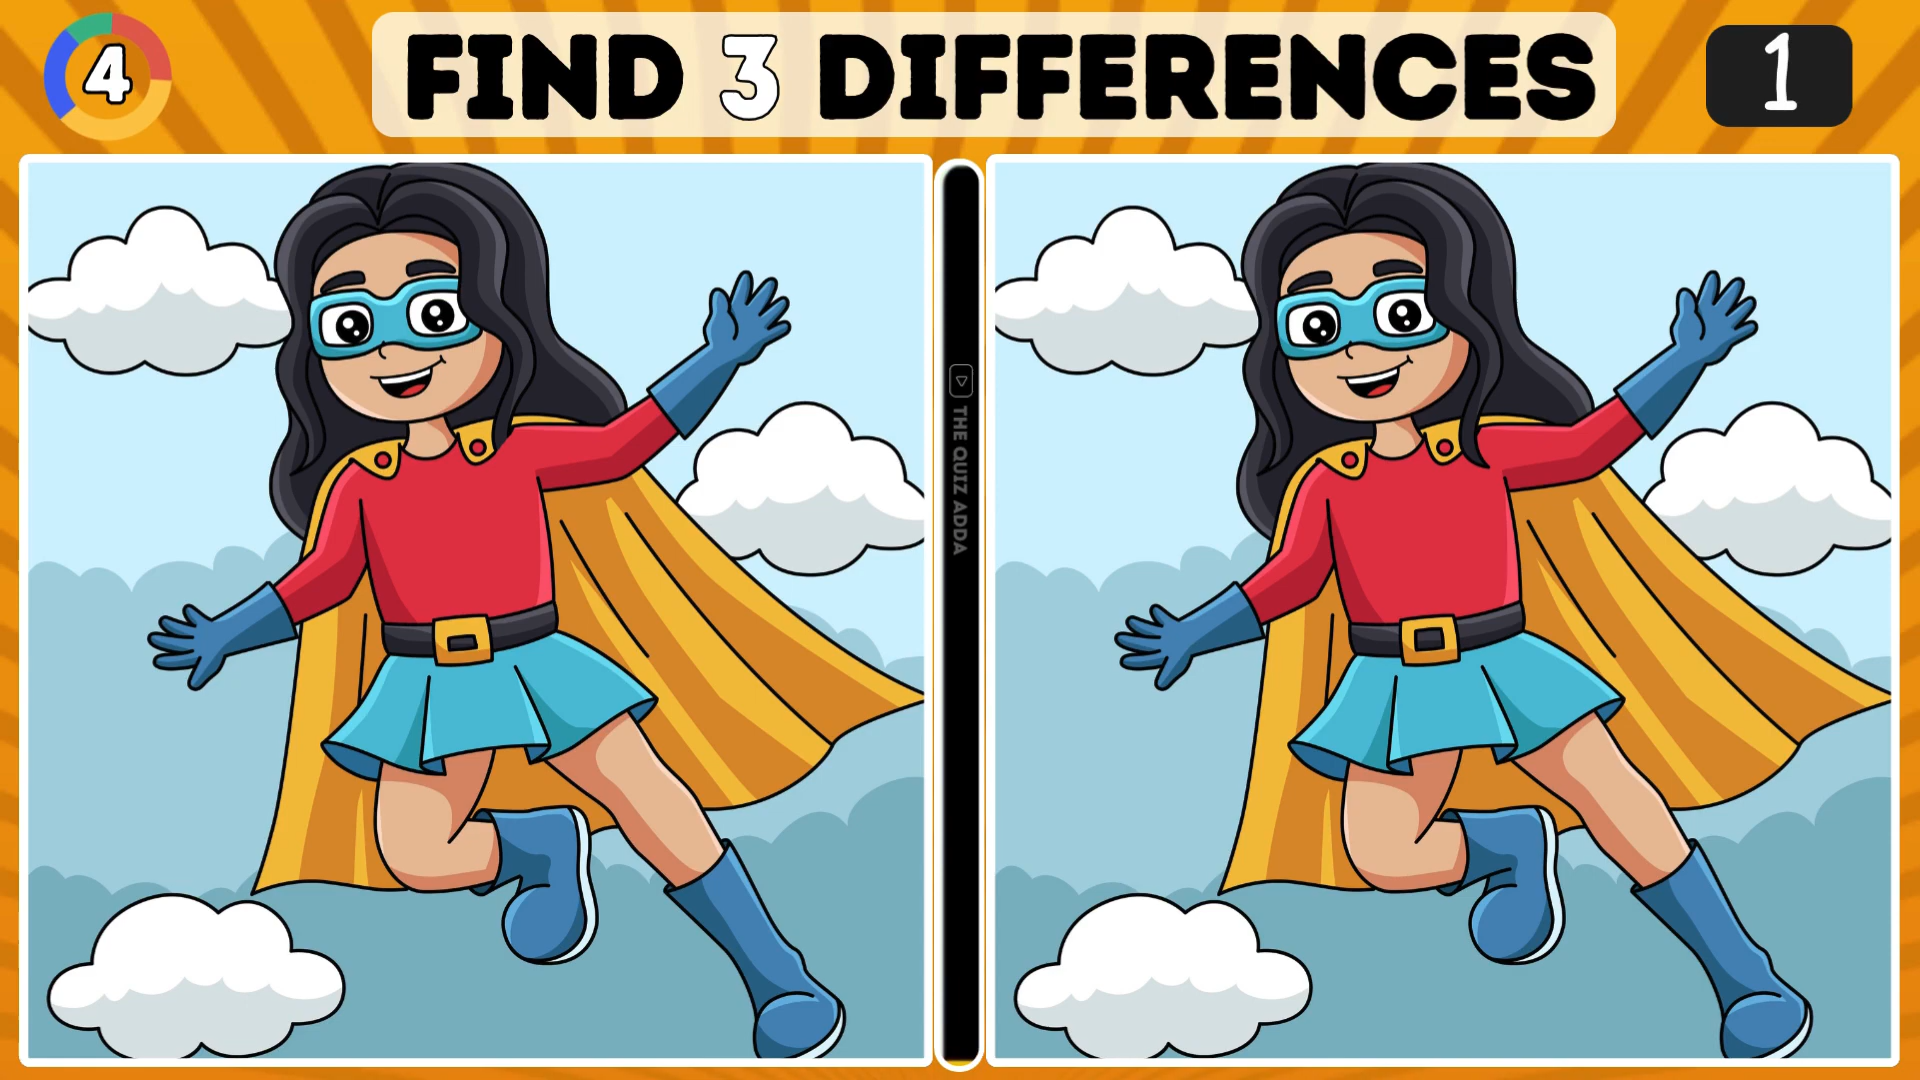 4
FIND 3 DIFFERENCES
1
THE QUIZ ADDA